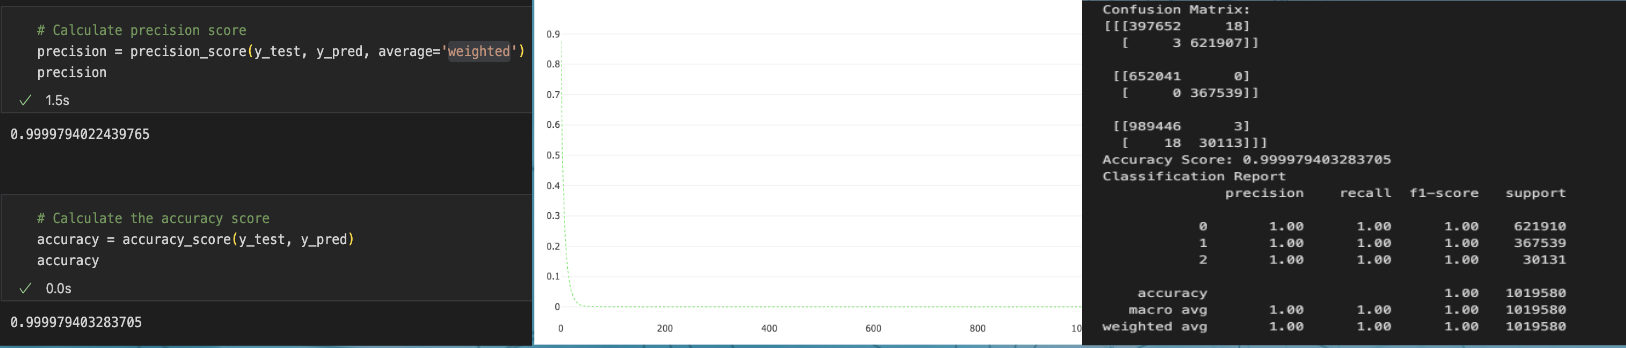 # Calculate precision score
precision = precision_score(y_test, y_pred, average='weighted')
precision
✓ 1.5s
0.9999794022439765
# Calculate the accuracy score
accuracy = accuracy_score(y_test, y_pred)
accuracy
✓ 0.0s
0.999979403283705
0.9
0.8
0.7
0.6
0.5
0.4
0.3
0.2
0.1
0
0 200 400 600 800 10
Confusion Matrix:
[[[397652 18]
[ 3 621907]]
[[652041 0]
[ 0 367539]]
[[989446 3]
[ 18 30113]]]
Accuracy Score: 0.999979403283705
Classification Report
precision recall f1-score support
0 1.00 1.00 1.00 621910
1 1.00 1.00 1.00 367539
2 1.00 1.00 1.00 30131
accuracy 1.00 1019580
macro avg 1.00 1.00 1.00 1019580
weighted avg 1.00 1.00 1.00 1019580